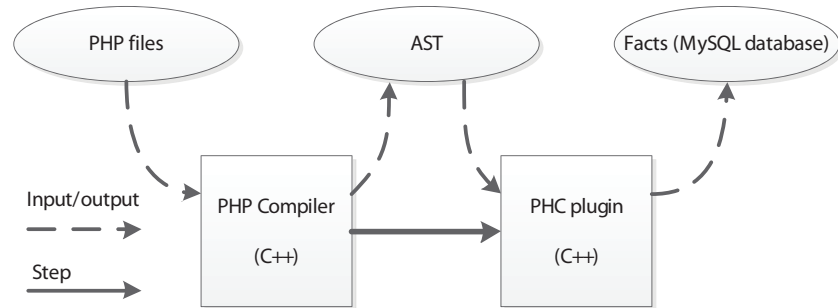 PHP files
AST
Facts (MySQL database)
PHP Compiler
(C++)
PHC plugin
(C++)
Input/output
Step